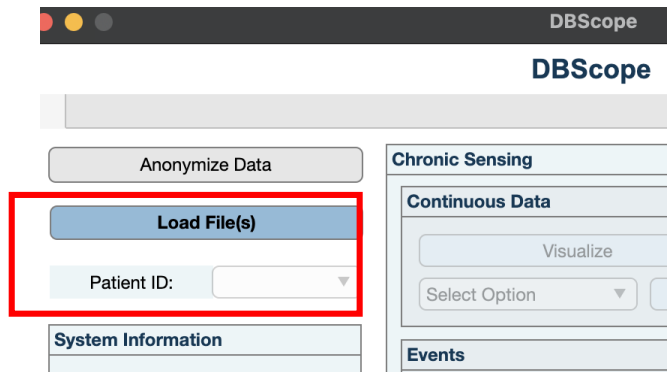 DBScope
DBScope
Anonymize Data
Load File(s)
Patient ID:
System Information
Chronic Sensing
Continuous Data
Visualize
Select Option
Events